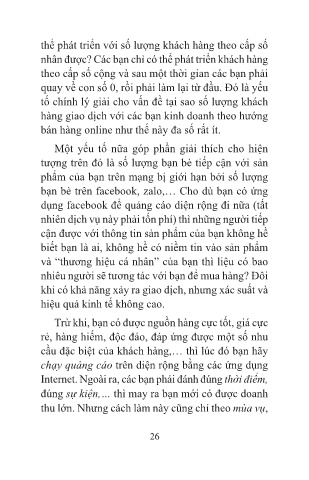 thể phát triển với số lượng khách hàng theo cấp số
nhân được? Các bạn chỉ có thể phát triển khách hàng
theo cấp số cộng và sau một thời gian các bạn phải
quay về con số 0, rồi phải làm lại từ đầu. Đó là yếu
tố chính lý giải cho vấn đề tại sao số lượng khách
hàng giao dịch với các bạn kinh doanh theo hướng
bán hàng online như thế này đa số rất ít.
Một yếu tố nữa góp phần giải thích cho hiện
tượng trên đó là số lượng bạn bè tiếp cận với sản
phẩm của bạn trên mạng bị giới hạn bởi số lượng
bạn bè trên facebook, zalo,… Cho dù bạn có ứng
dụng facebook để quảng cáo diện rộng đi nữa (tất
nhiên dịch vụ này phải tốn phí) thì những người tiếp
cận được với thông tin sản phẩm của bạn không hề
biết bạn là ai, không hề có niềm tin vào sản phẩm
và “thương hiệu cá nhân” của bạn thì liệu có bao
nhiêu người sẽ tương tác với bạn để mua hàng? Đôi
khi có khả năng xảy ra giao dịch, nhưng xác suất và
hiệu quả kinh tế không cao.
Trừ khi, bạn có được nguồn hàng cực tốt, giá cực
rẻ, hàng hiếm, độc đáo, đáp ứng được một số nhu
cầu đặc biệt của khách hàng,… thì lúc đó bạn hãy
chạy quảng cáo trên diện rộng bằng các ứng dụng
Internet. Ngoài ra, các bạn phải đánh đúng thời điểm,
đúng sự kiện,… thì may ra bạn mới có được doanh
thu lớn. Nhưng cách làm này cũng chỉ theo mùa vụ,
26